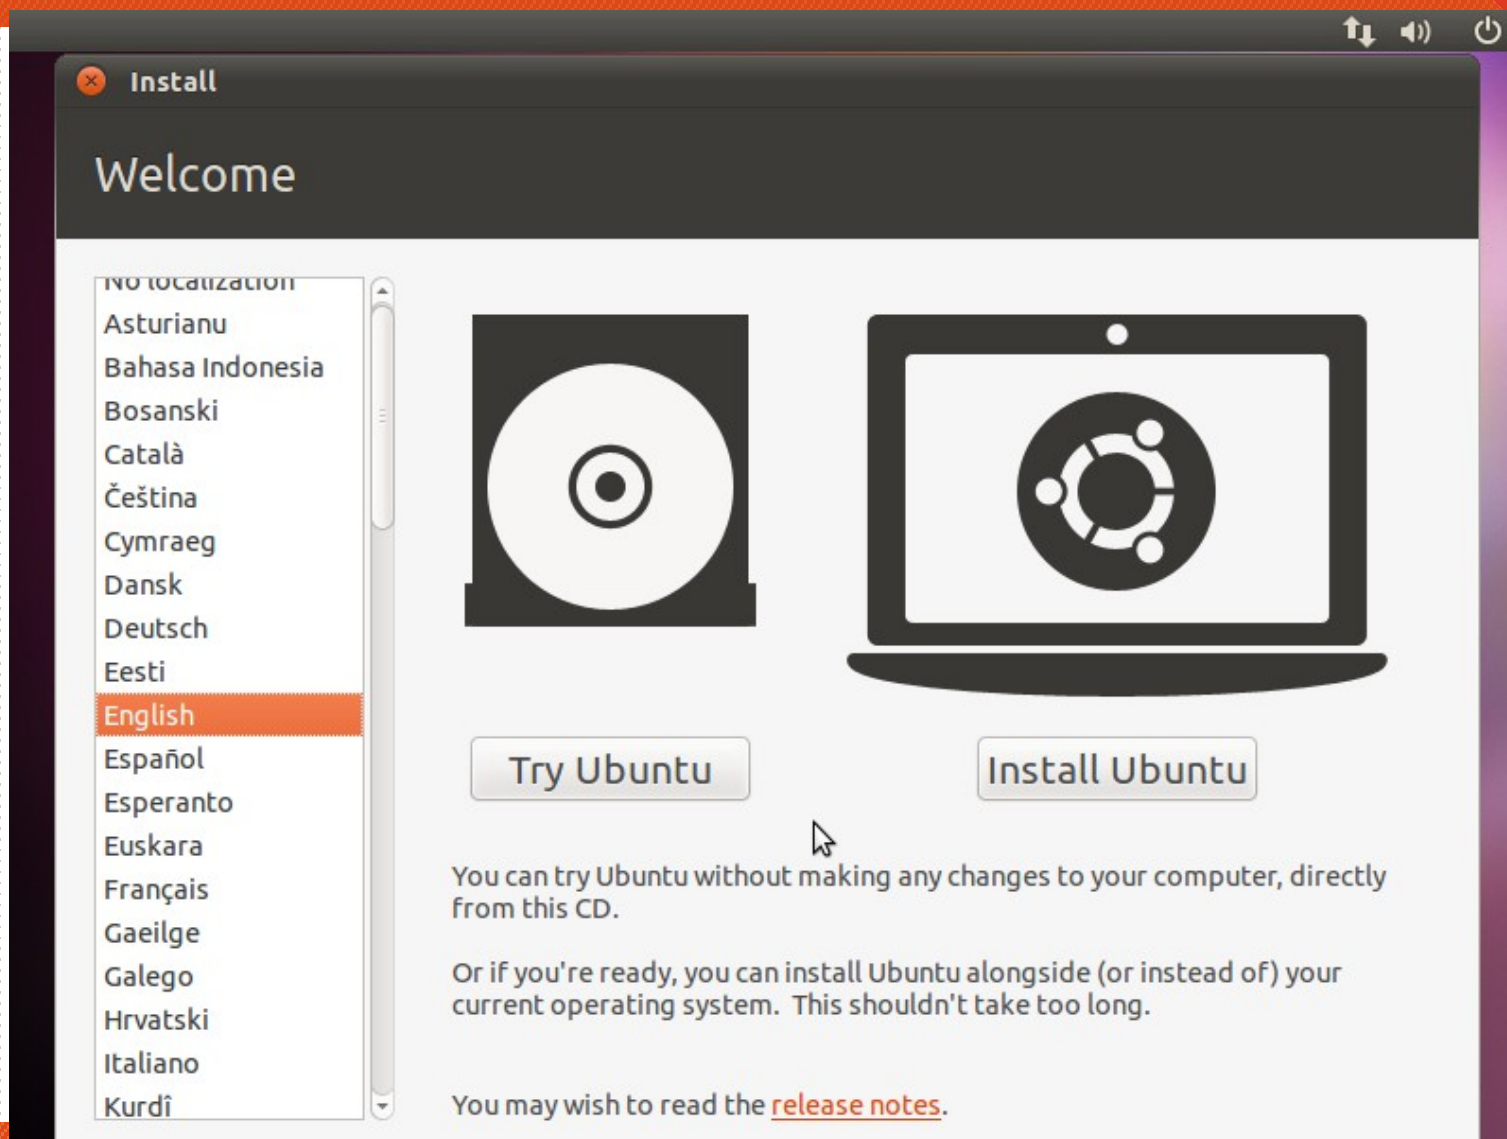 Install
Welcome
No localization
Asturianu
Bahasa Indonesia
Bosanski
Català
Čeština
Cymraeg
Dansk
Deutsch
Eesti
English
Español
Esperanto
Euskara
Français
Gaeilge
Galego
Hrvatski
Italiano
Kurdî
Try Ubuntu
Install Ubuntu
You can try Ubuntu without making any changes to your computer, directly
from this CD.
Or if you're ready, you can install Ubuntu alongside (or instead of) your
current operating system.  This shouldn't take too long.
You may wish to read the release notes.